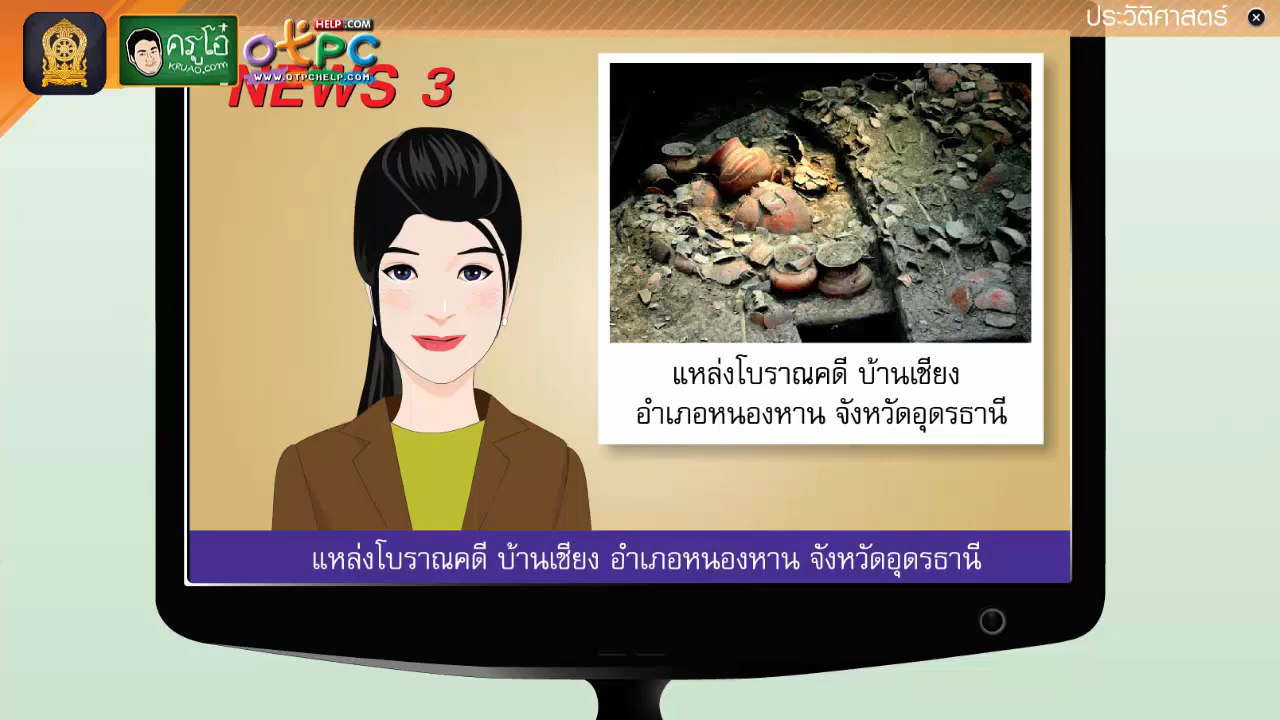 ประวัติศาสตร์
ครูโอ๋
KRUAO.com
HELP.COM
OTPC
WWW.OTPCHELP.COM
NEWS 3
แหล่งโบราณคดี บ้านเชียง
อำเภอหนองหาน จังหวัดอุดรธานี
แหล่งโบราณคดี บ้านเชียง อำเภอหนองหาน จังหวัดอุดรธานี